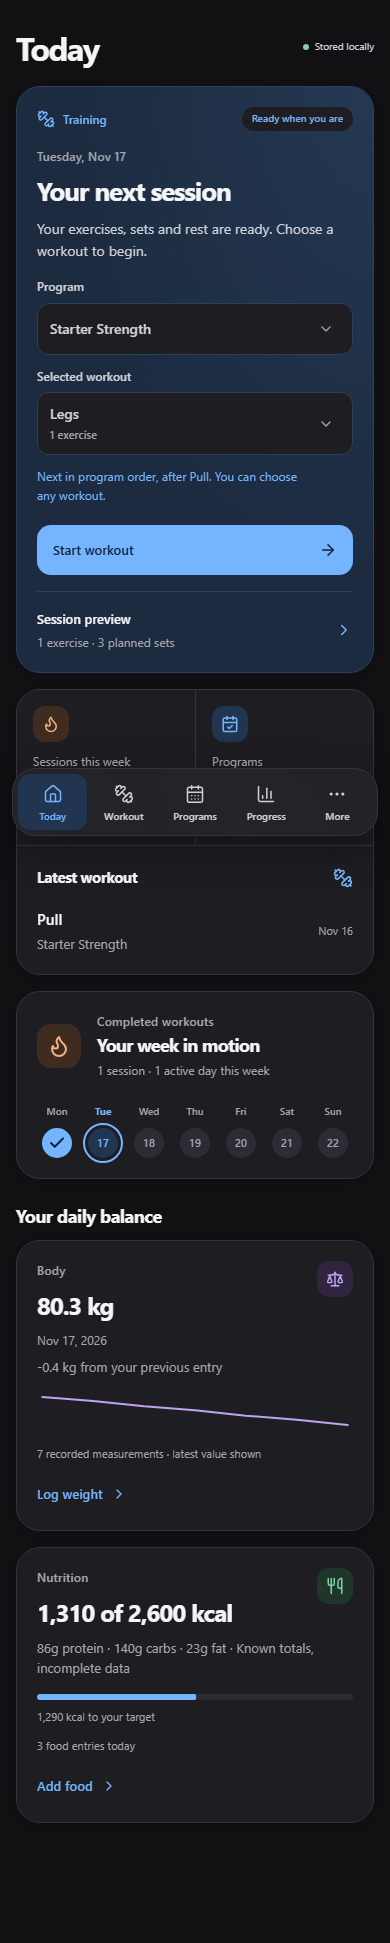 Today
Stored locally
Training
Ready when you are
Tuesday, Nov 17
Your next session
Your exercises, sets and rest are ready. Choose a
workout to begin.
Program
Starter Strength
Selected workout
Legs
1 exercise
Next in program order, after Pull. You can choose
any workout.
Start workout
Session preview
1 exercise · 3 planned sets
Sessions this week
Programs
Today
Workout
Programs
Progress
More
Latest workout
Pull
Starter Strength
Nov 16
Completed workouts
Your week in motion
1 session · 1 active day this week
Mon Tue Wed Thu Fri Sat Sun
17 18 19 20 21 22
Your daily balance
Body
80.3 kg
Nov 17, 2026
-0.4 kg from your previous entry
7 recorded measurements · latest value shown
Log weight
Nutrition
1,310 of 2,600 kcal
86g protein · 140g carbs · 23g fat · Known totals,
incomplete data
1,290 kcal to your target
3 food entries today
Add food